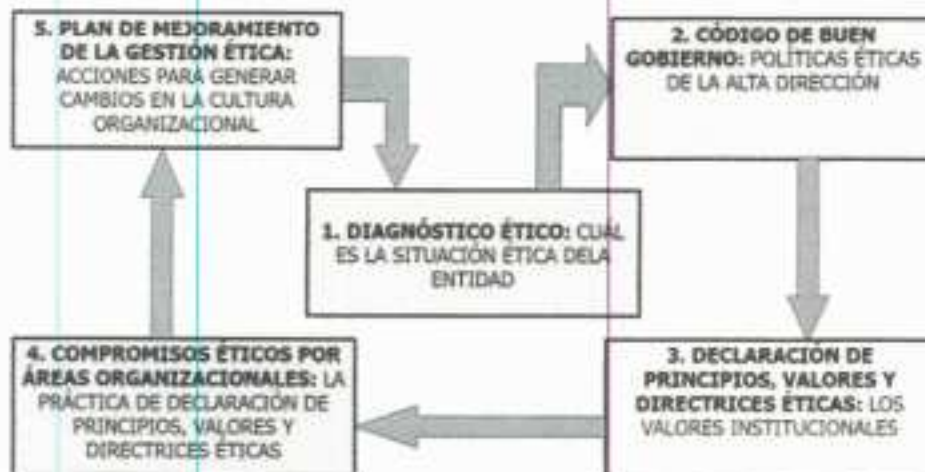 5. PLAN DE MEJORAMIENTO
DE LA GESTIÓN ÉTICA:
ACCIONES PARA GENERAR
CAMBIOS EN LA CULTURA
ORGANIZACIONAL
2. CÓDIGO DE BUEN
GOBIERNO: POLÍTICAS ÉTICAS
DE LA ALTA DIRECCIÓN
1. DIAGNÓSTICO ÉTICO: CUÁL
ES LA SITUACIÓN ÉTICA DELA
ENTIDAD
4. COMPROMISOS ÉTICOS POR
ÁREAS ORGANIZACIONALES: LA
PRÁCTICA DE DECLARACIÓN DE
PRINCIPIOS, VALORES Y
DIRECTRICES ÉTICAS
3. DECLARACIÓN DE
PRINCIPIOS, VALORES Y
DIRECTRICES ÉTICAS: LOS
VALORES INSTITUCIONALES